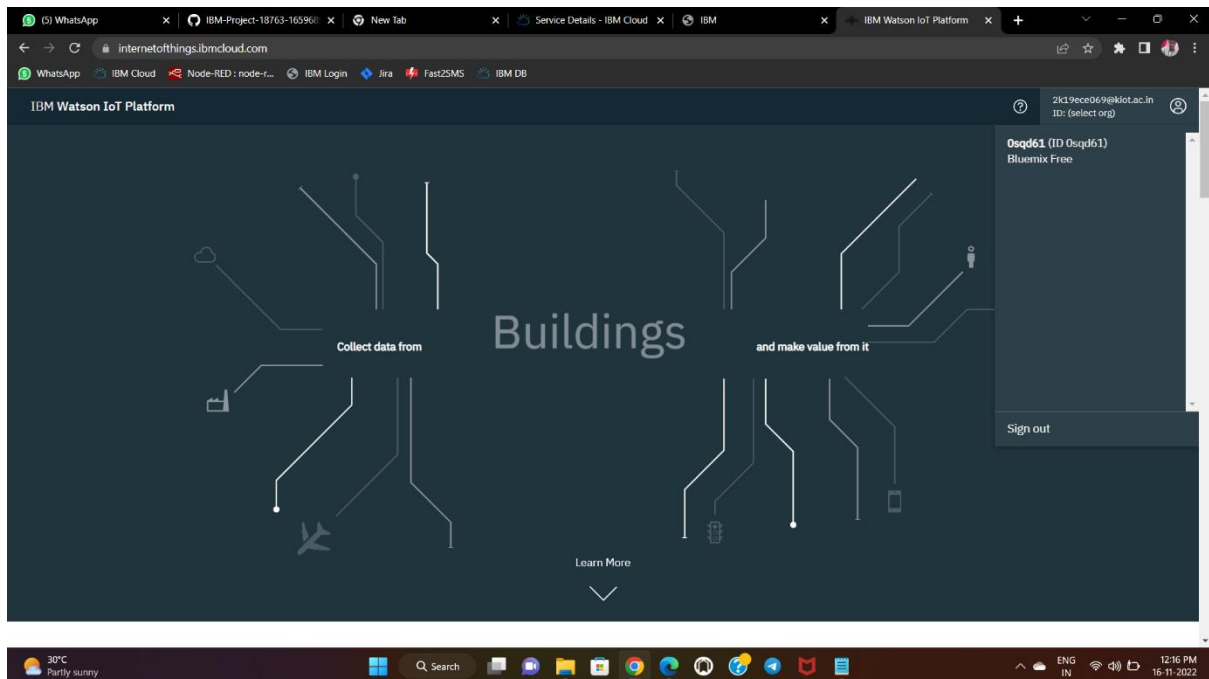 (5) WhatsApp
IBM-Project-18763-165968
New Tab
Service Details - IBM Cloud
IBM
IBM Watson IoT Platform
internetofthings.ibmcloud.com
WhatsApp
IBM Cloud
Node-RED : node-r...
IBM Login
Jira
Fast2SMS
IBM DB
IBM Watson IoT Platform
2k19ece069@kiot.ac.in
ID: (select org)
0sqd61 (ID 0sqd61)
Bluemix Free
Buildings
Collect data from
and make value from it
Sign out
Learn More
30°C
Partly sunny
Search
ENG
IN
12:16 PM
16-11-2022